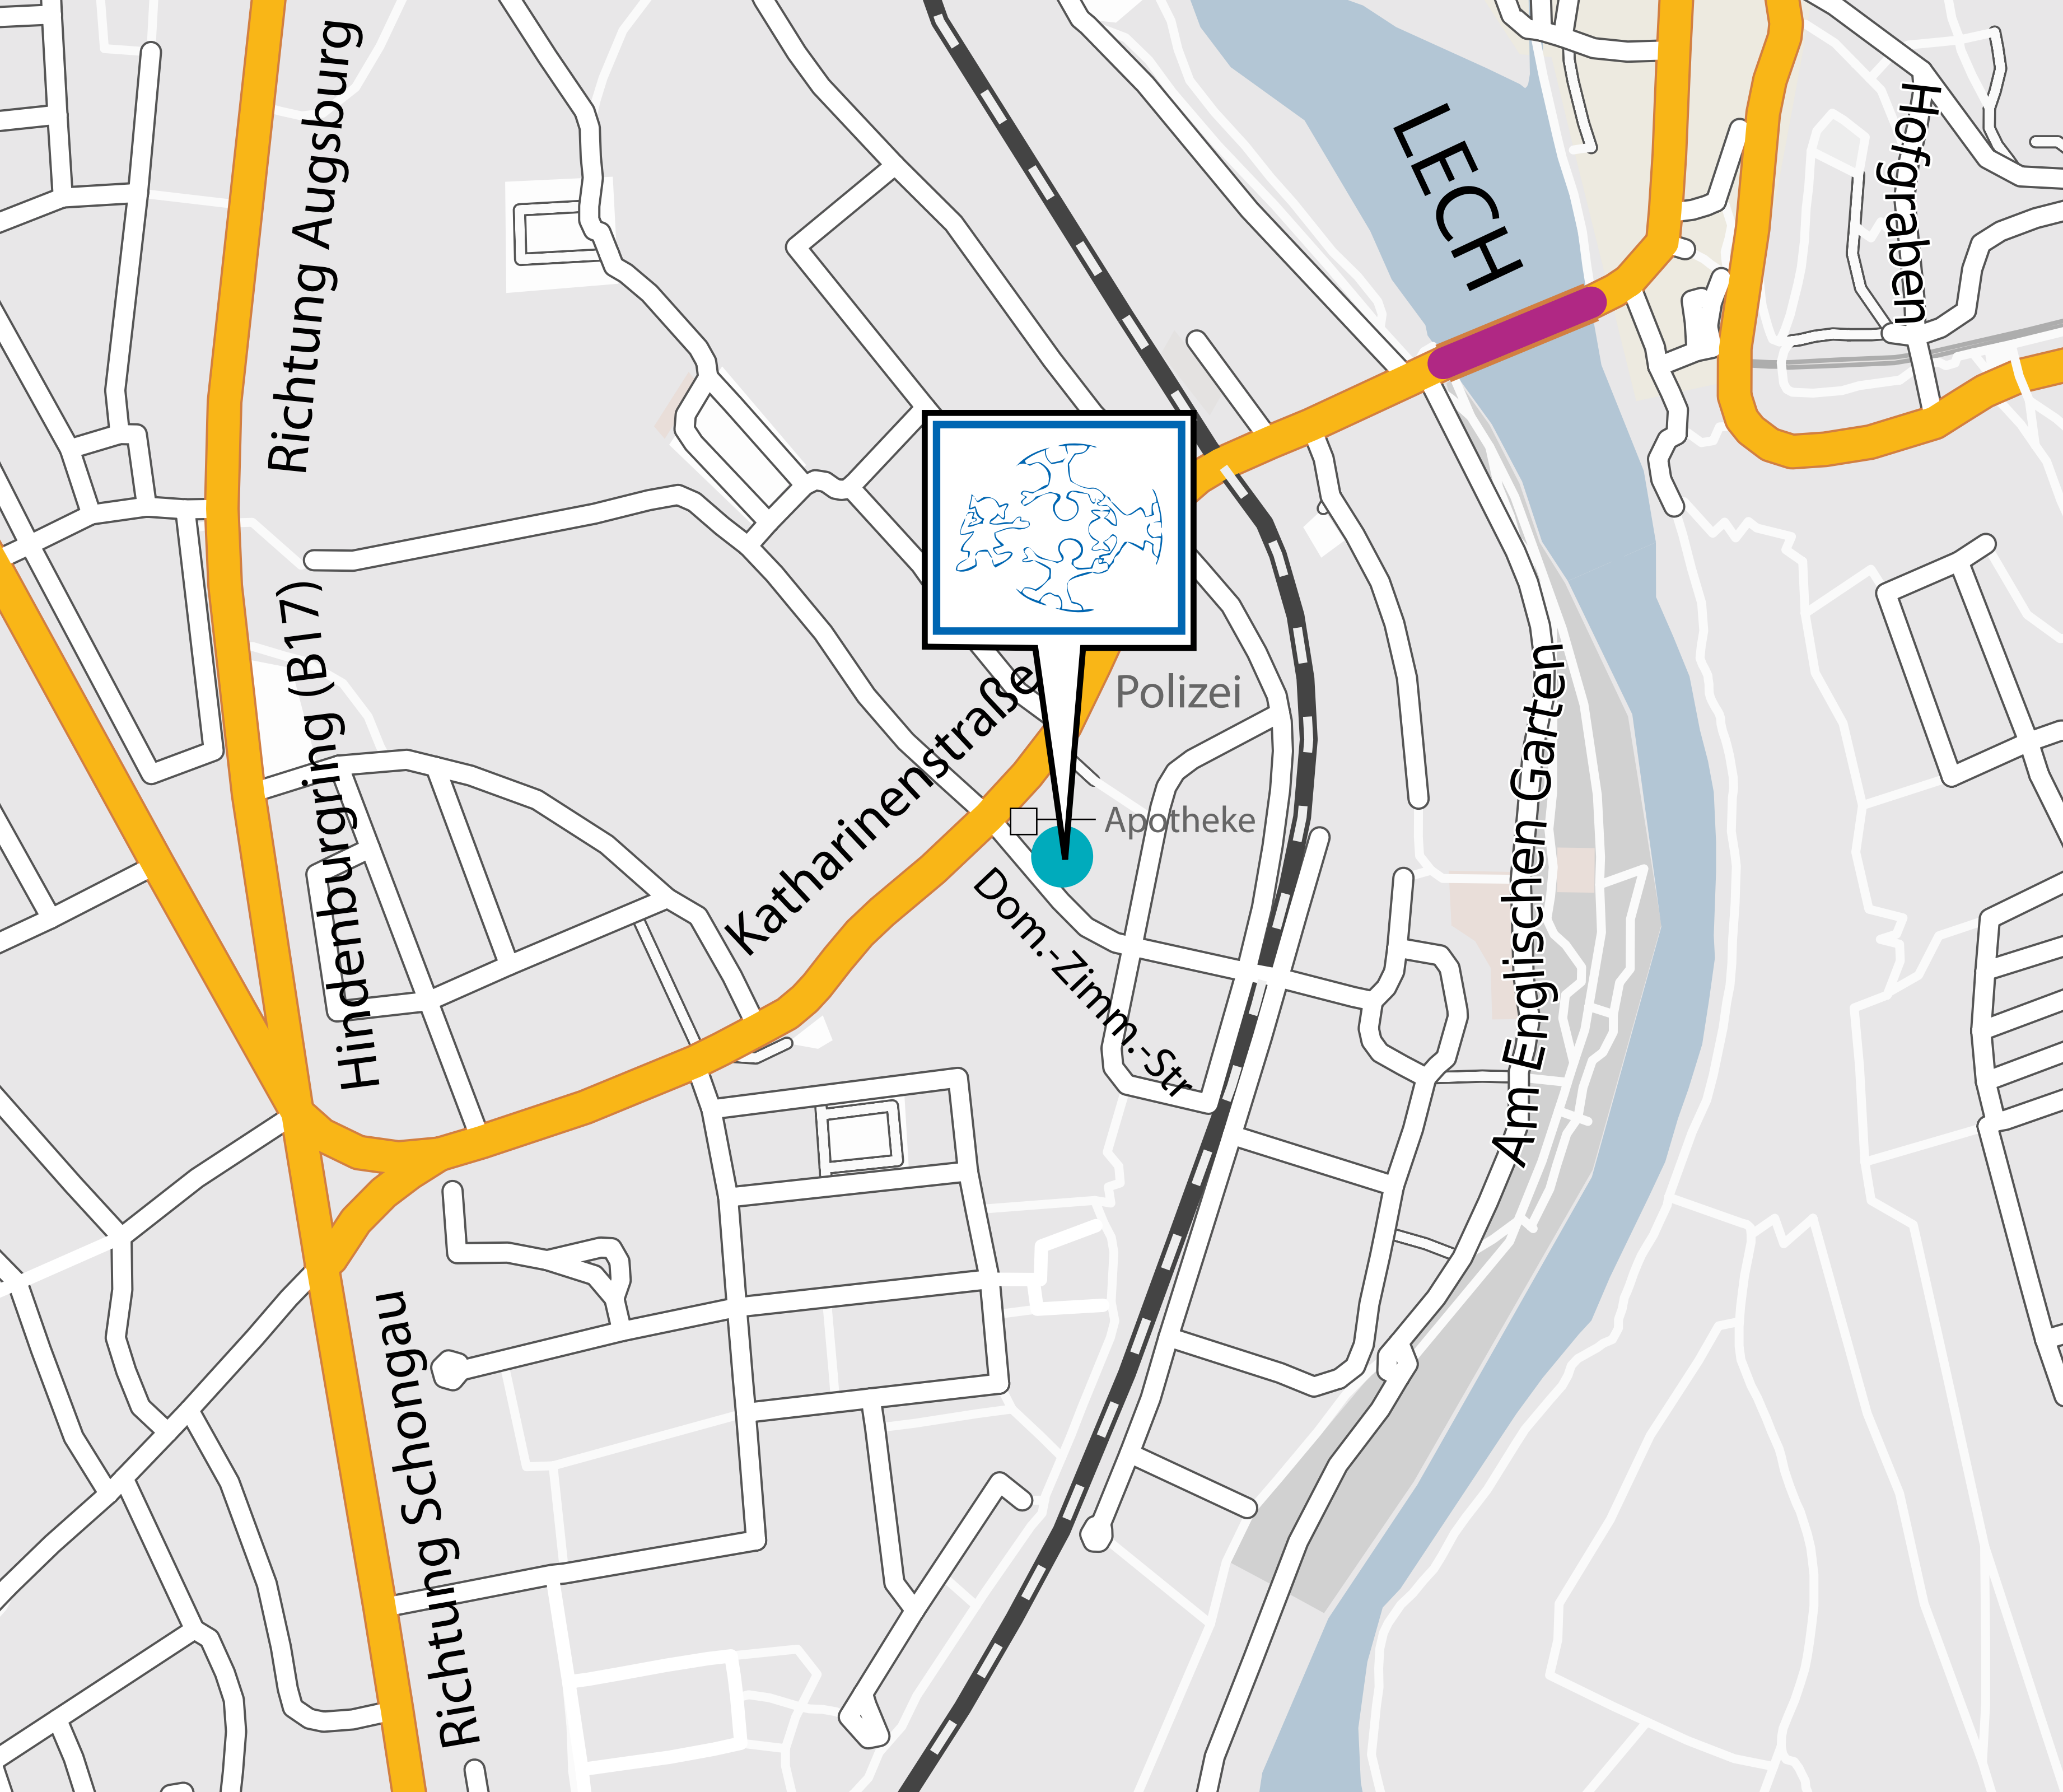 Richtung Augsburg
LECH
Hofgraben
Hindenburgring (B17)
Katharinenstraße
Polizei
Apotheke
Dom.-Zimm.-Str
Am Englischen Garten
Richtung Schongau